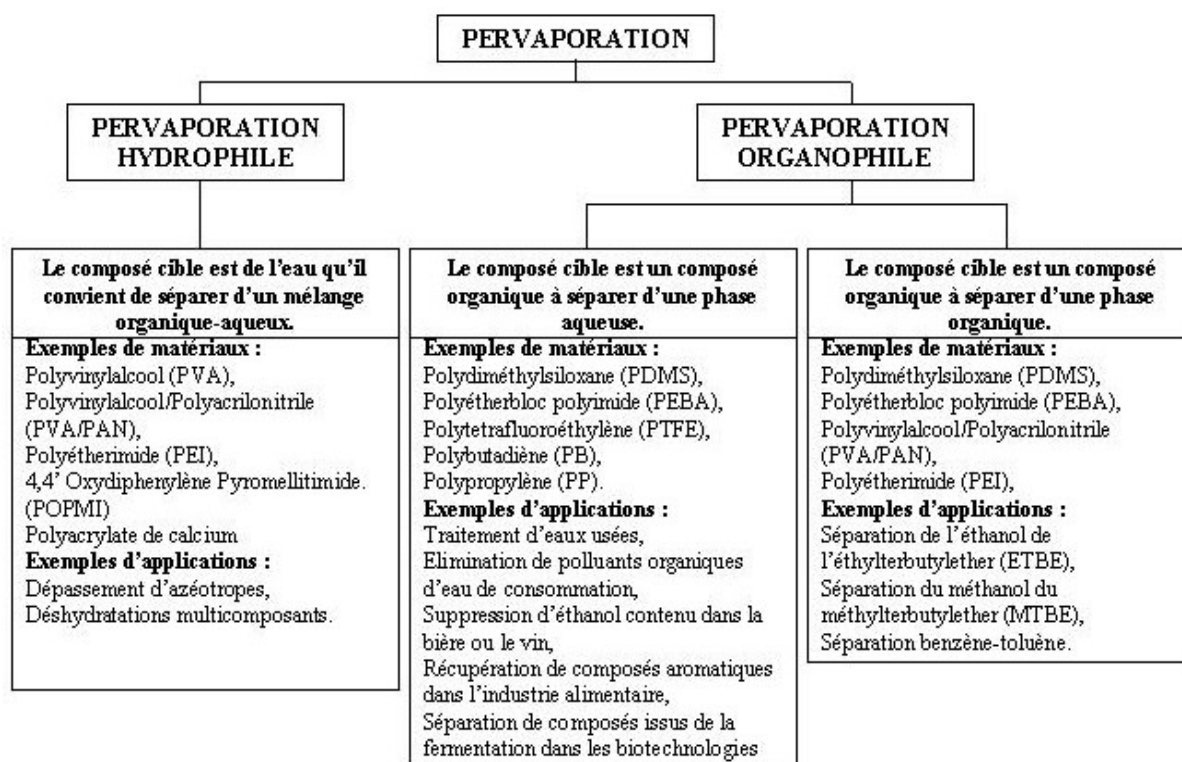 PERVAPORATION
PERVAPORATION
HYDROPHILE
PERVAPORATION
ORGANOPHILE
Le composé cible est de l'eau qu'il
convient de séparer d'un mélange
organique-aqueux.
Exemples de matériaux :
Polyvinylalcool (PVA),
Polyvinylalcool/Polyacrilonitrile
(PVA/PAN),
Polyétherimide (PEI),
4,4' Oxydiphenylène Pyromellitimide.
(POPMI)
Polyacrylate de calcium
Exemples d'applications :
Dépassement d'azéotropes,
Déshydratations multicomposants.
Le composé cible est un composé
organique à séparer d'une phase
aqueuse.
Exemples de matériaux :
Polydiméthylsiloxane (PDMS),
Polyétherbloc polyimide (PEBA),
Polytetrafluoroéthylène (PTFE),
Polybutadiène (PB),
Polypropylène (PP).
Exemples d'applications :
Traitement d'eaux usées,
Elimination de polluants organiques
d'eau de consommation,
Suppression d'éthanol contenu dans la
bière ou le vin,
Récupération de composés aromatiques
dans l'industrie alimentaire,
Séparation de composés issus de la
fermentation dans les biotechnologies
Le composé cible est un composé
organique à séparer d'une phase
organique.
Exemples de matériaux :
Polydiméthylsiloxane (PDMS),
Polyétherbloc polyimide (PEBA),
Polyvinylalcool/Polyacrilonitrile
(PVA/PAN),
Polyétherimide (PEI),
Exemples d'applications :
Séparation de l'éthanol de
l'éthylterbutylether (ETBE),
Séparation du méthanol du
méthylterbutylether (MTBE),
Séparation benzène-toluène.